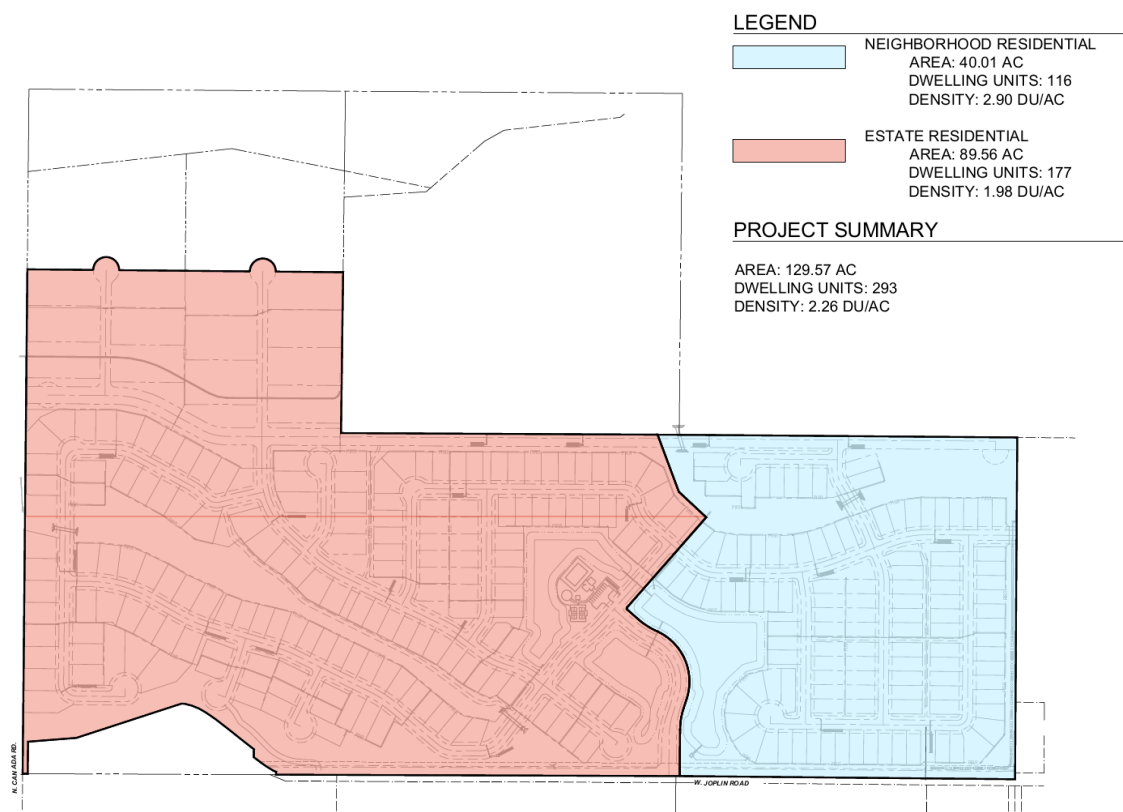 LEGEND
NEIGHBORHOOD RESIDENTIAL
AREA: 40.01 AC
DWELLING UNITS: 116
DENSITY: 2.90 DU/AC
ESTATE RESIDENTIAL
AREA: 89.56 AC
DWELLING UNITS: 177
DENSITY: 1.98 DU/AC
PROJECT SUMMARY
AREA: 129.57 AC
DWELLING UNITS: 293
DENSITY: 2.26 DU/AC
N. CAN ADA RD.
W. JOPLIN ROAD